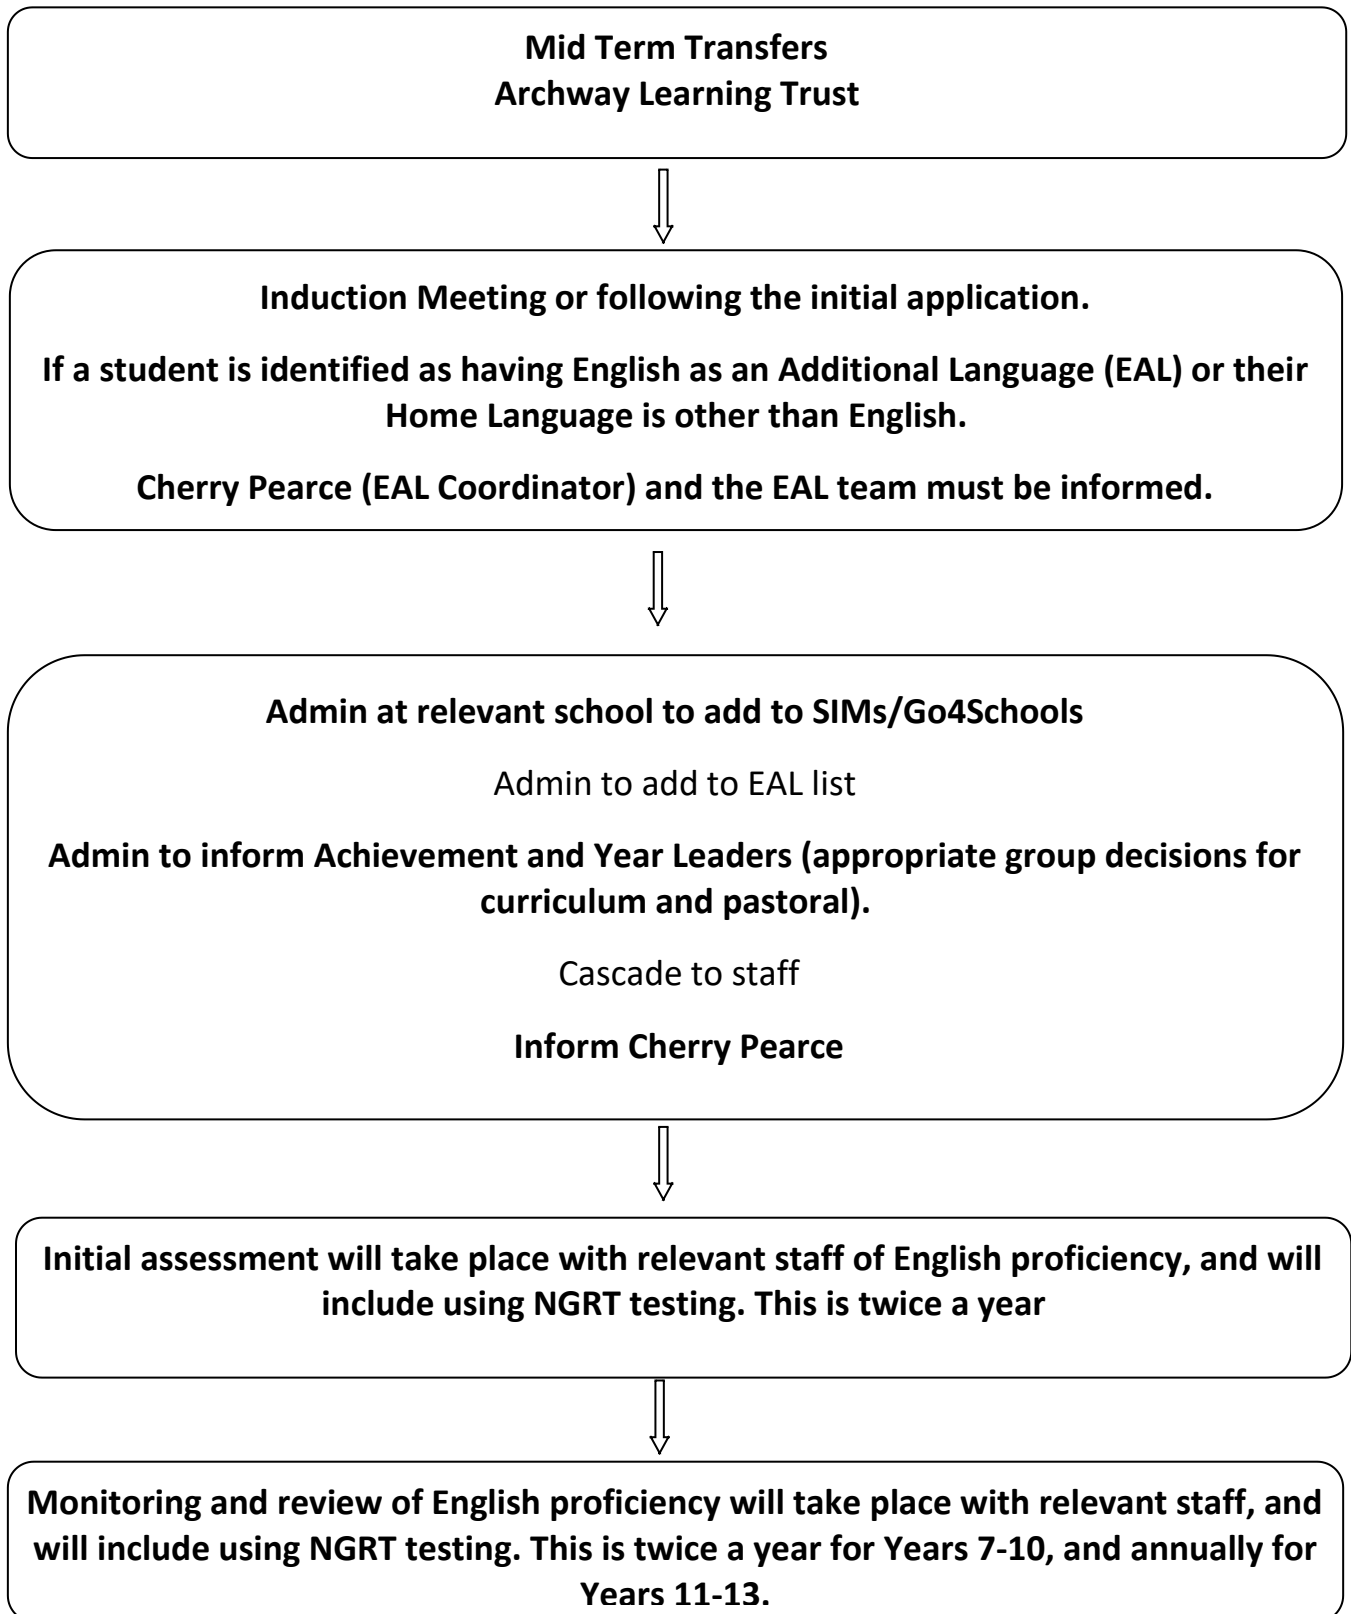 Mid Term Transfers
Archway Learning Trust
Induction Meeting or following the initial application.
If a student is identified as having English as an Additional Language (EAL) or their
Home Language is other than English.
Cherry Pearce (EAL Coordinator) and the EAL team must be informed.
Admin at relevant school to add to SIMs/Go4Schools
Admin to add to EAL list
Admin to inform Achievement and Year Leaders (appropriate group decisions for
curriculum and pastoral).
Cascade to staff
Inform Cherry Pearce
Initial assessment will take place with relevant staff of English proficiency, and will
include using NGRT testing. This is twice a year
Monitoring and review of English proficiency will take place with relevant staff, and
will include using NGRT testing. This is twice a year for Years 7-10, and annually for
Years 11-13.